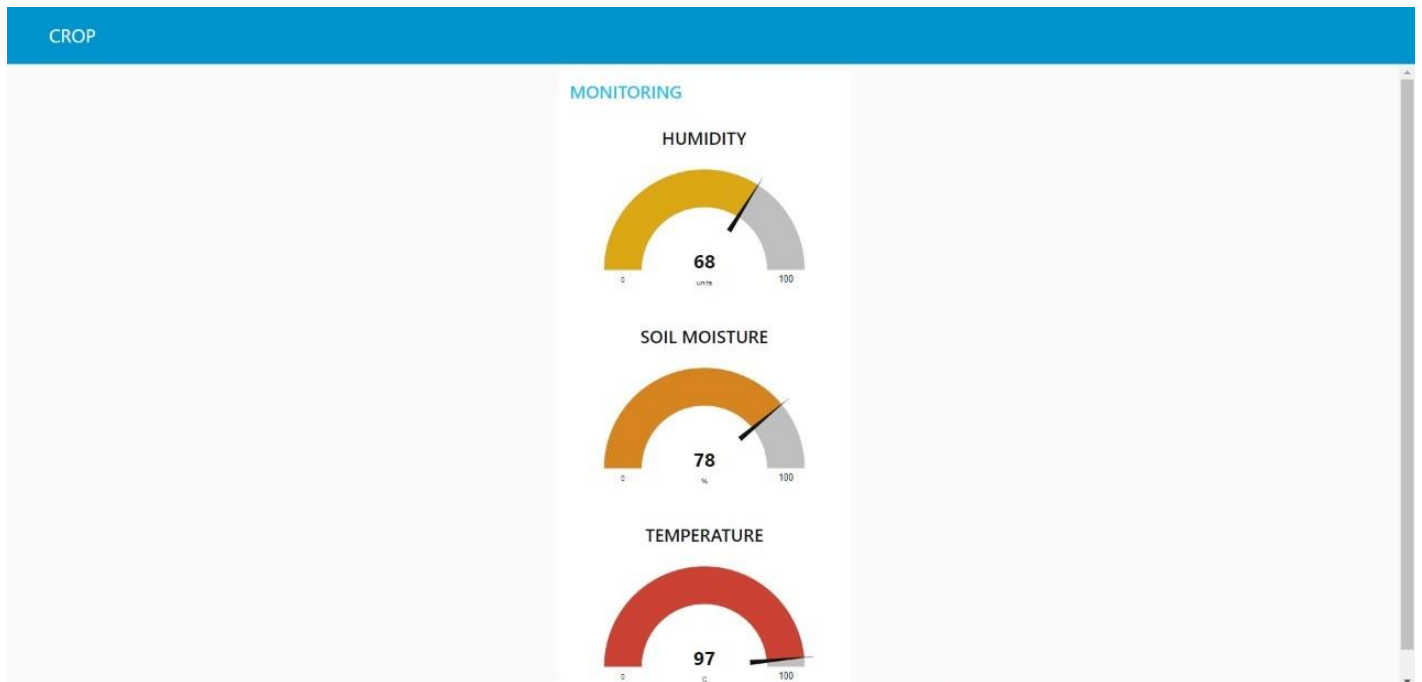 CROP
MONITORING
HUMIDITY
68
0 units 100
SOIL MOISTURE
78
0 % 100
TEMPERATURE
97
0 C 100